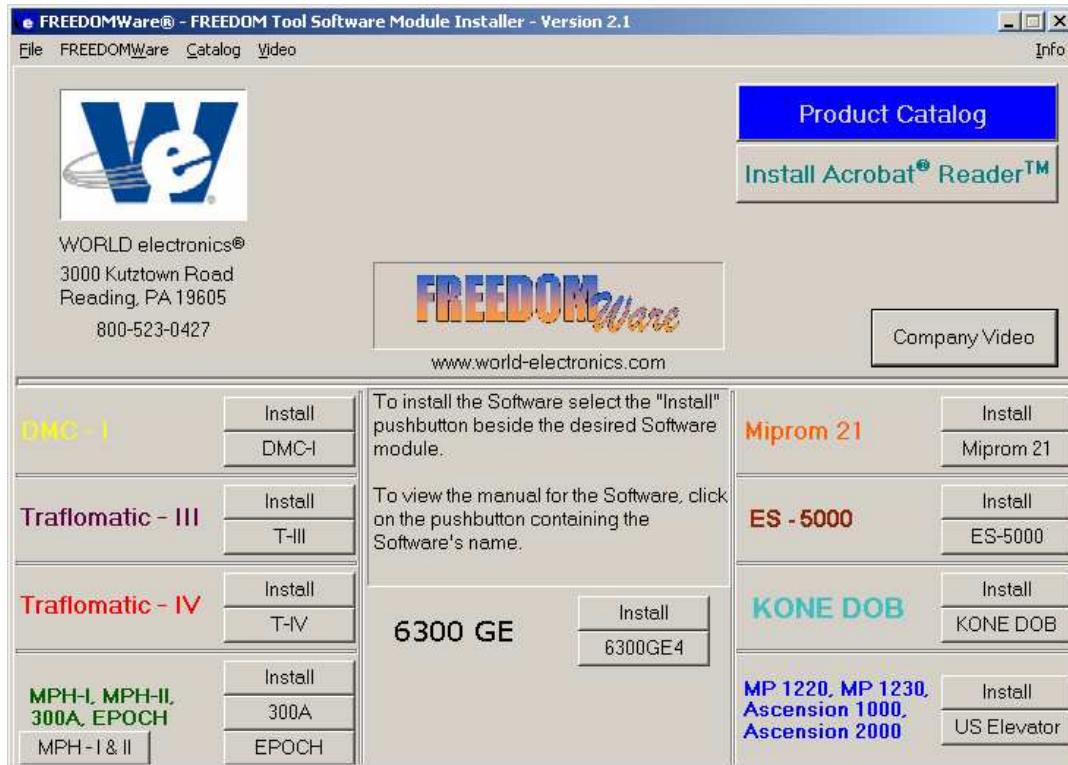 FREEDOMWare® - FREEDOM Tool Software Module Installer - Version 2.1
File FREEDOMWare Catalog Video Info
We
Product Catalog
Install Acrobat® Reader™
WORLD electronics®
3000 Kutztown Road
Reading, PA 19605
800-523-0427
FREEDOMWare
www.world-electronics.com
Company Video
DMC - I
Install
DMC-I
Traflomatic - III
Install
T-III
Traflomatic - IV
Install
T-IV
MPH-I, MPH-II,
300A, EPOCH
MPH - I & II
Install
300A
EPOCH
To install the Software select the "Install"
pushbutton beside the desired Software
module.
To view the manual for the Software, click
on the pushbutton containing the
Software's name.
6300 GE
Install
6300GE4
Miprom 21
Install
Miprom 21
ES - 5000
Install
ES-5000
KONE DOB
Install
KONE DOB
MP 1220, MP 1230,
Ascension 1000,
Ascension 2000
Install
US Elevator